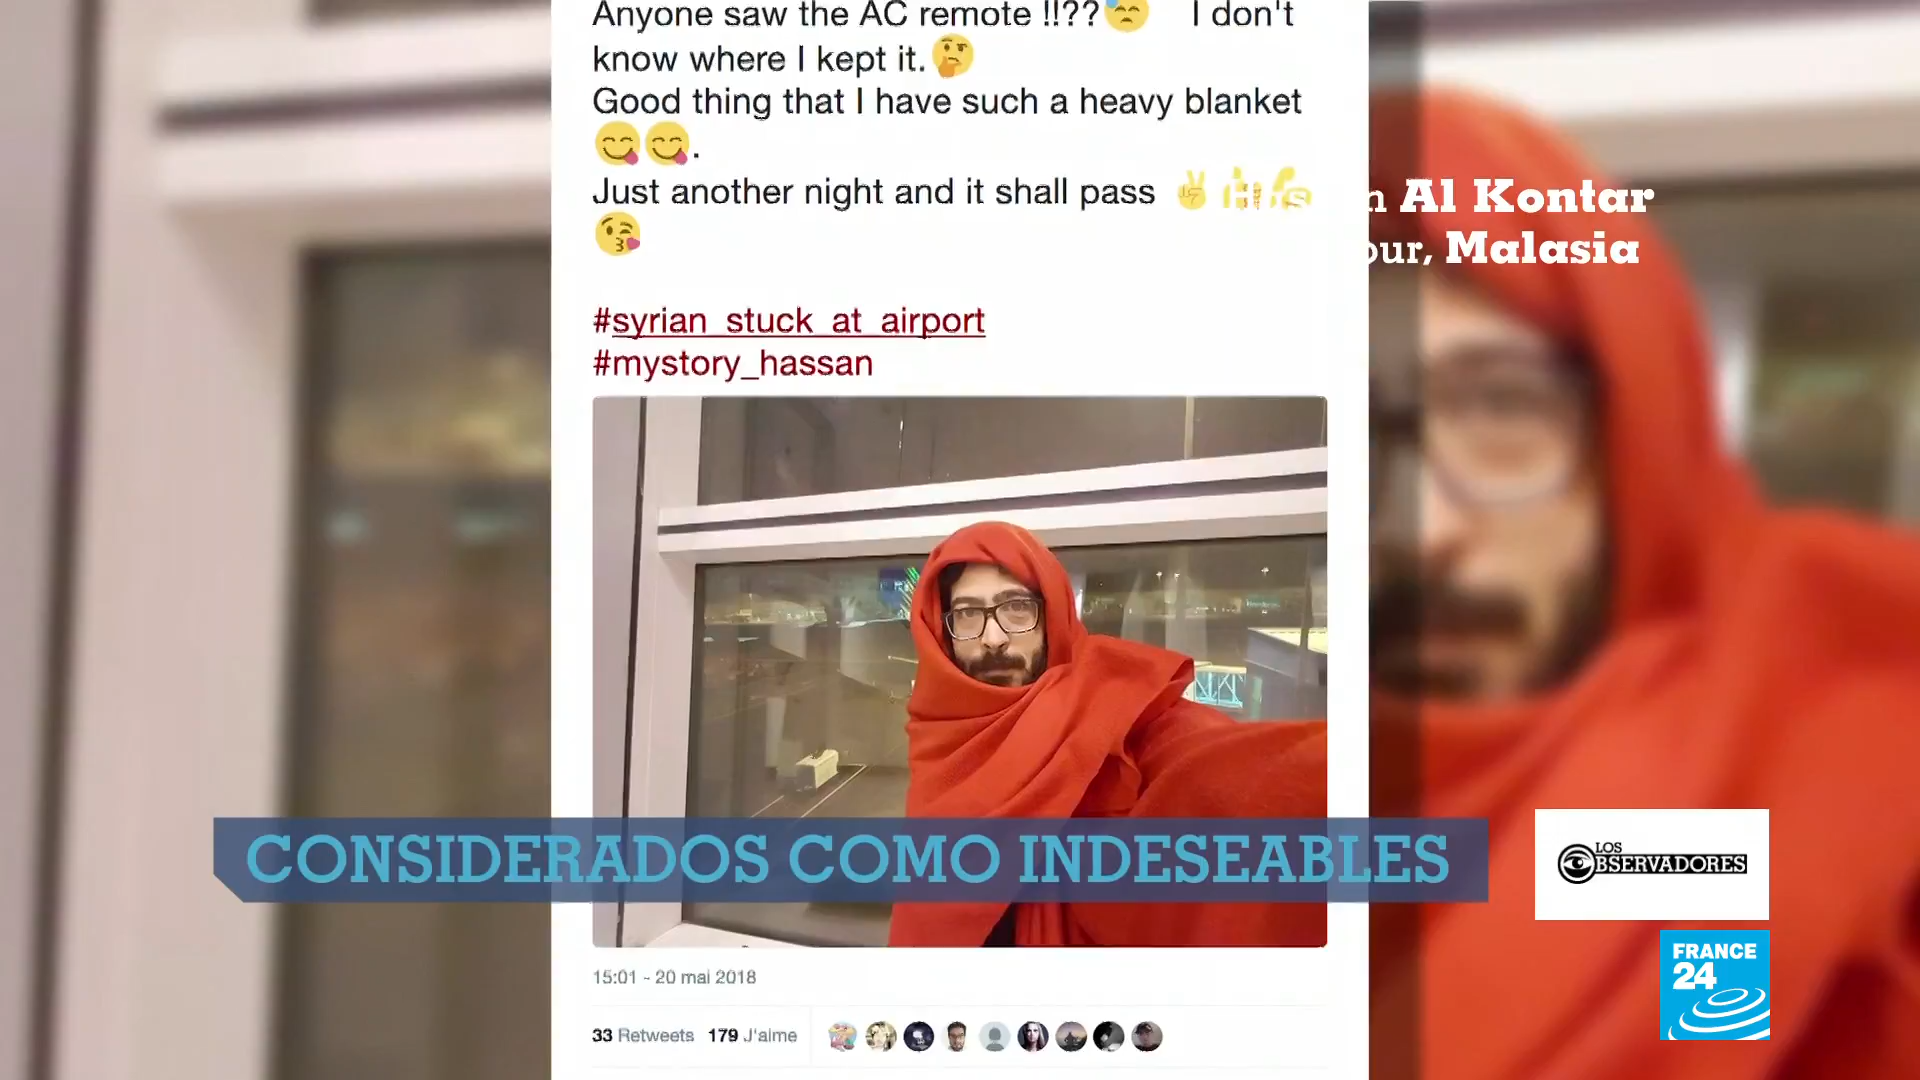 Anyone saw the AC remote !!?? I don't
know where I kept it.
Good thing that I have such a heavy blanket
.
Just another night and it shall pass
Al Kontar
Malasia
#syrian_stuck_at_airport
#mystory_hassan
CONSIDERADOS COMO INDESEABLES
LOS
OBSERVADORES
FRANCE
24
15:01 - 20 mai 2018
33 Retweets 179 J'aime